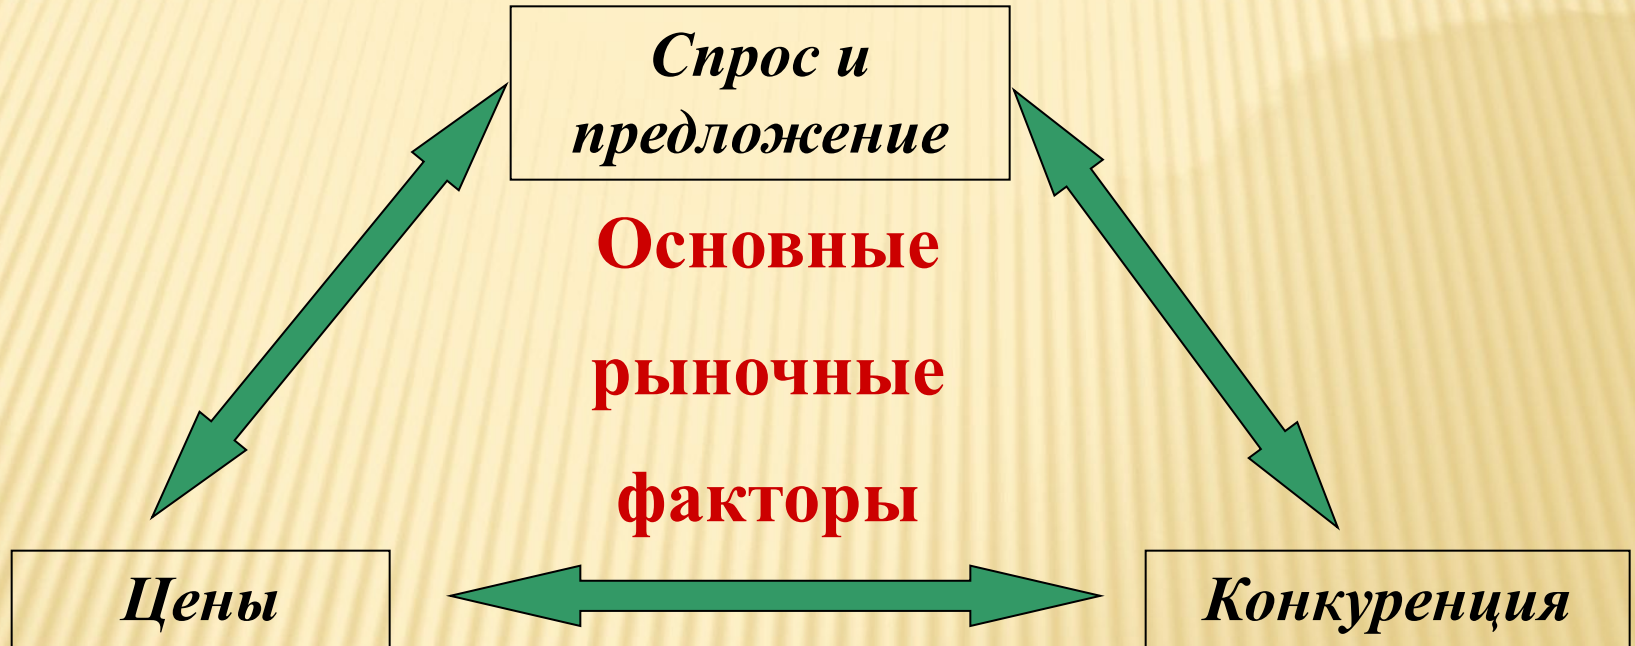 Спрос и
предложение
Основные
рыночные
факторы
Цены
Конкуренция